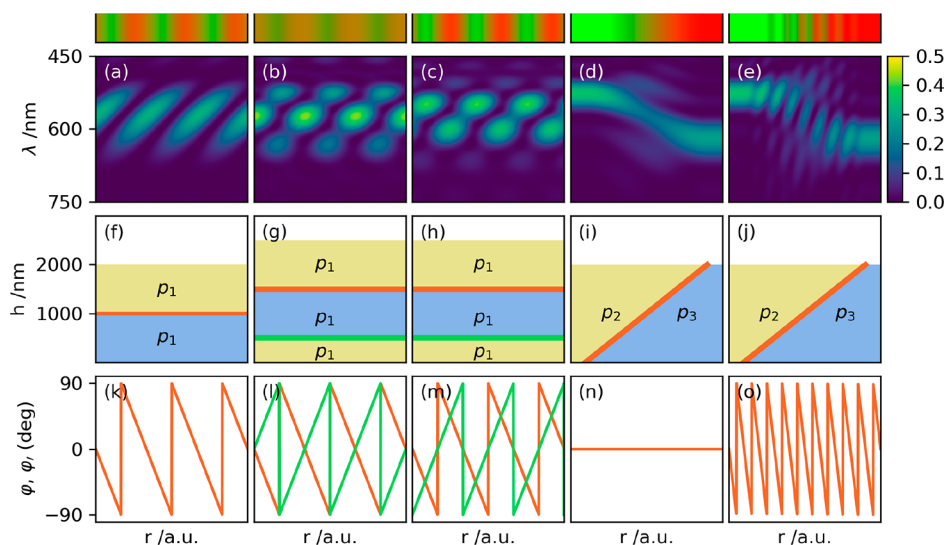 450 (a) (b) (c) (d) (e) 0.5
0.4
λ /nm 600 0.3
0.2
0.1
750 0.0
(f) (g) (h) (i) (j)
h /nm 2000 p₁ p₁ p₁ p₂ p₂
1000 p₁ p₁ p₁ p₃ p₃
p₁ p₁
90 (k) (l) (m) (n) (o)
0
−90
φ, φ, (deg)
r /a.u. r /a.u. r /a.u. r /a.u. r /a.u.